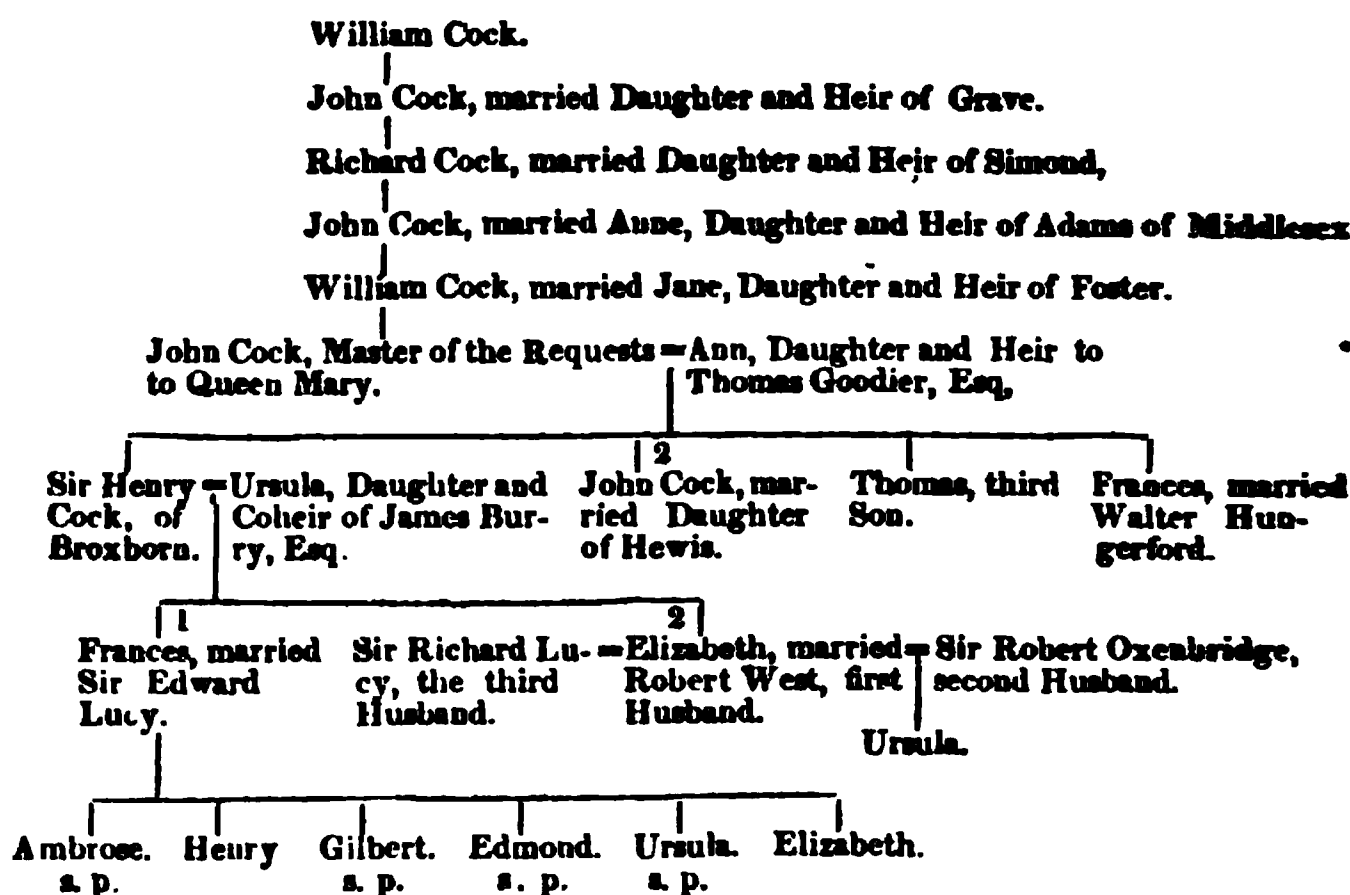 William Cock.
John Cock, married Daughter and Heir of Grave.
Richard Cock, married Daughter and Heir of Simond,
John Cock, married Anne, Daughter and Heir of Adams of Middlesex
William Cock, married Jane, Daughter and Heir of Foster.
John Cock, Master of the Requests = Ann, Daughter and Heir to
to Queen Mary. Thomas Goodier, Esq,
2
Sir Henry = Ursula, Daughter and John Cock, mar- Thomas, third Frances, married
Cock, of Coheir of James Bur- ried Daughter Son. Walter Hun-
Broxborn. ry, Esq. of Hewis. gerford.
1 2
Frances, married Sir Richard Lu- = Elizabeth, married = Sir Robert Oxenbridge,
Sir Edward cy, the third Robert West, first second Husband.
Lucy. Husband. Husband.
Ursula.
Ambrose. Henry Gilbert. Edmond. Ursula. Elizabeth.
s. p. s. p. s. p. s. p.